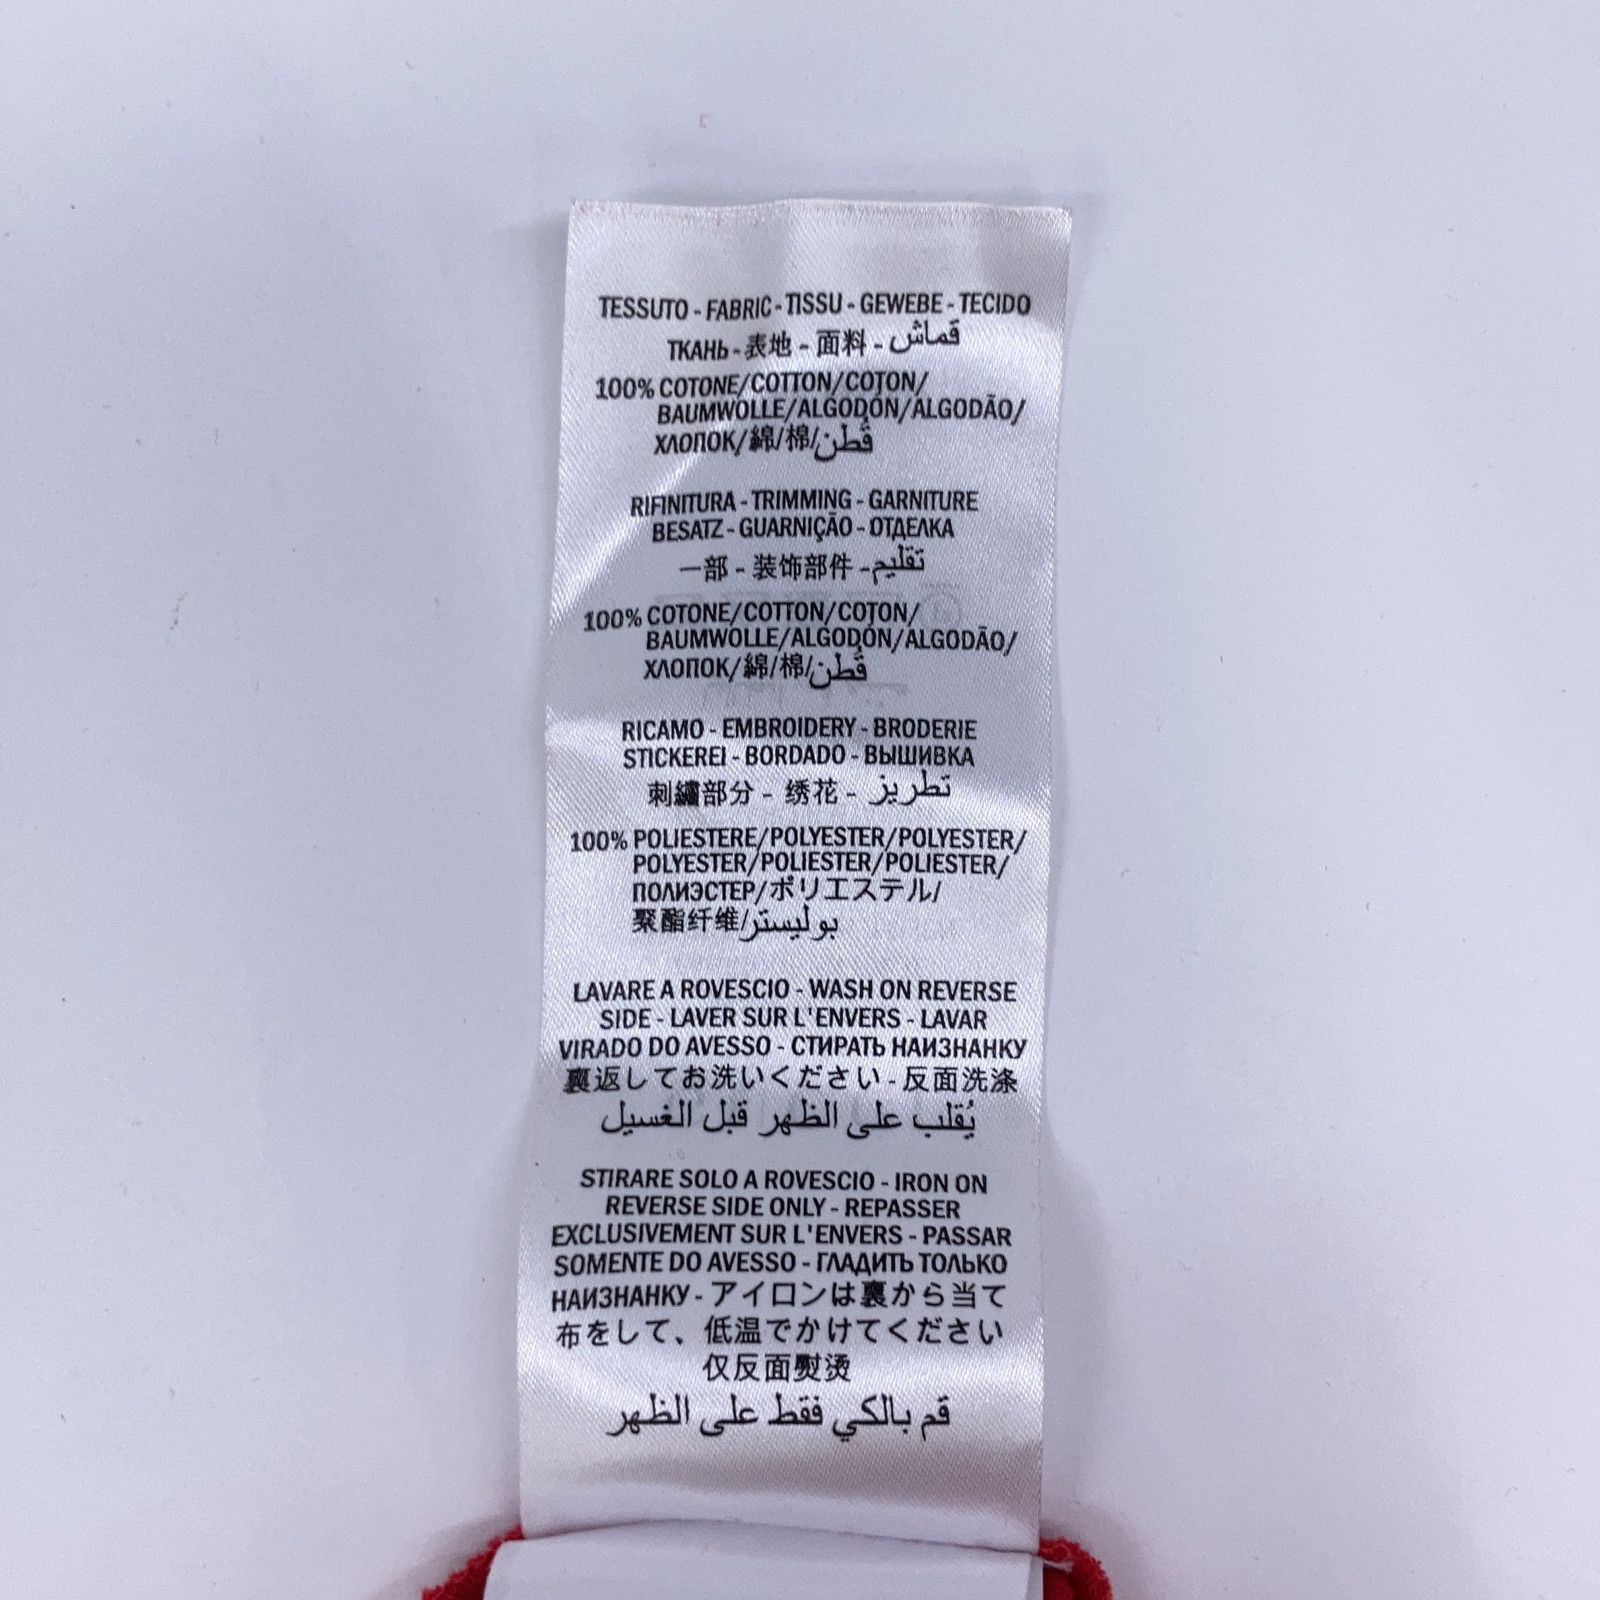 TESSUTO - FABRIC - TISSU - GEWEBE - TECIDO
ТКАНЬ - 表地 - 面料 - قماش
100% COTONE/COTTON/COTON/
BAUMWOLLE/ALGODÓN/ALGODÃO/
ХЛОПОК/綿/棉/قُطن
RIFINITURA - TRIMMING - GARNITURE
BESATZ - GUARNIÇÃO - ОТДЕЛКА
一部 - 装饰部件 - تقليم
100% COTONE/COTTON/COTON/
BAUMWOLLE/ALGODÓN/ALGODÃO/
ХЛОПОК/綿/棉/قُطن
RICAMO - EMBROIDERY - BRODERIE
STICKEREI - BORDADO - ВЫШИВКА
刺繍部分 - 绣花 - تطريز
100% POLIESTERE/POLYESTER/POLYESTER/
POLYESTER/POLIESTER/POLIESTER/
ПОЛИЭСТЕР/ポリエステル/
聚酯纤维/بوليستر
LAVARE A ROVESCIO - WASH ON REVERSE
SIDE - LAVER SUR L'ENVERS - LAVAR
VIRADO DO AVESSO - СТИРАТЬ НАИЗНАНКУ
裏返してお洗いください - 反面洗涤
يُقلب على الظهر قبل الغسيل
STIRARE SOLO A ROVESCIO - IRON ON
REVERSE SIDE ONLY - REPASSER
EXCLUSIVEMENT SUR L'ENVERS - PASSAR
SOMENTE DO AVESSO - ГЛАДИТЬ ТОЛЬКО
НАИЗНАНКУ - アイロンは裏から当て
布をして、低温でかけてください
仅反面熨烫
قم بالكي فقط على الظهر